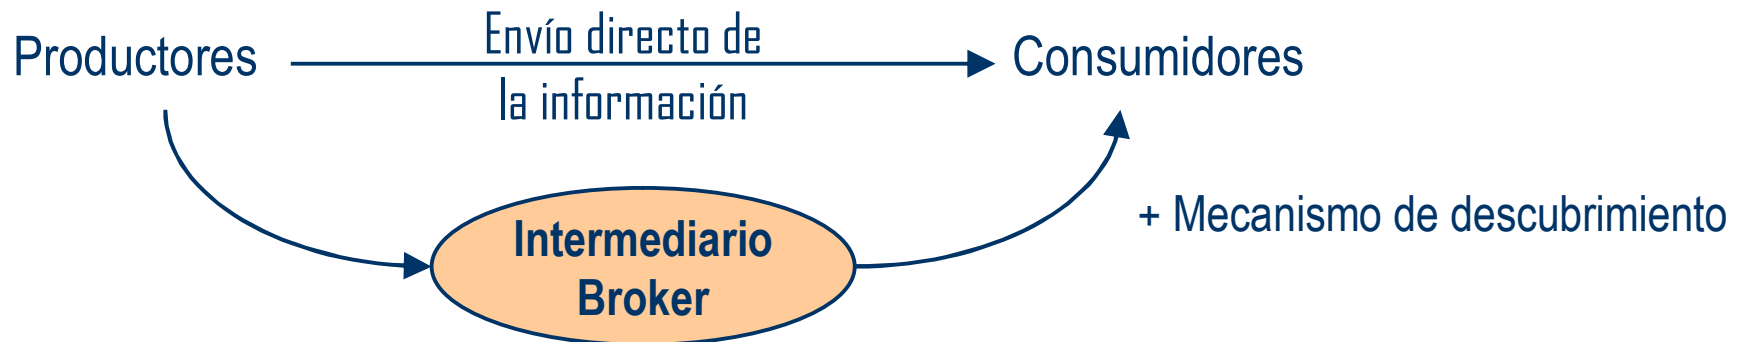 Productores
Envío directo de
la información
Consumidores
Intermediario
Broker
+ Mecanismo de descubrimiento